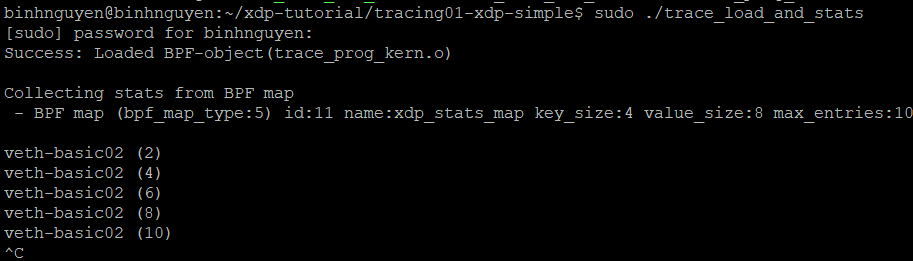 binhnguyen@binhnguyen:~/xdp-tutorial/tracing01-xdp-simple$ sudo ./trace_load_and_stats
[sudo] password for binhnguyen:
Success: Loaded BPF-object(trace_prog_kern.o)
Collecting stats from BPF map
 - BPF map (bpf_map_type:5) id:11 name:xdp_stats_map key_size:4 value_size:8 max_entries:10
veth-basic02 (2)
veth-basic02 (4)
veth-basic02 (6)
veth-basic02 (8)
veth-basic02 (10)
^C